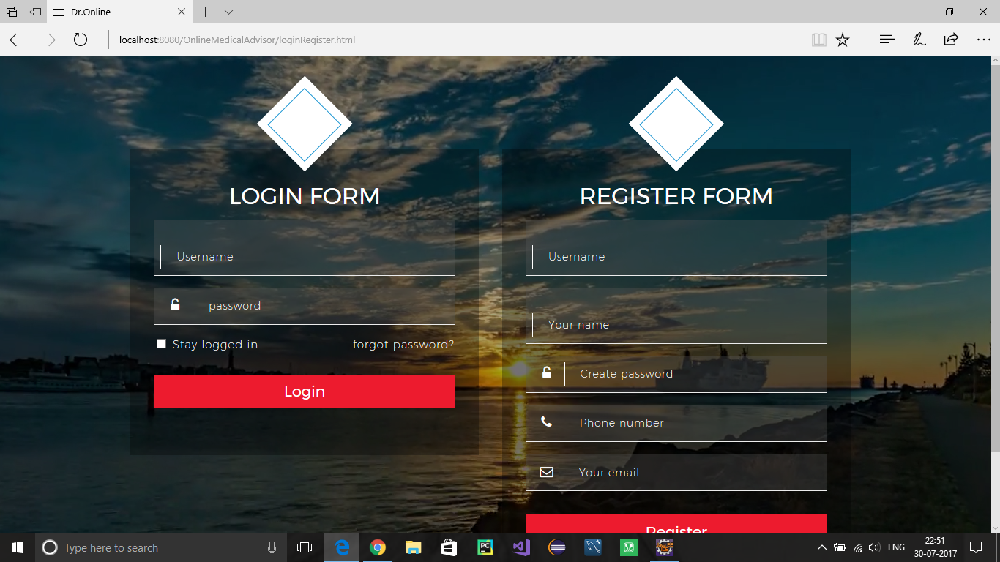 Dr.Online
localhost:8080/OnlineMedicalAdvisor/loginRegister.html
LOGIN FORM
Username
password
Stay logged in
forgot password?
Login
REGISTER FORM
Username
Your name
Create password
Phone number
Your email
Register
Type here to search
PC
ENG
22:51
30-07-2017